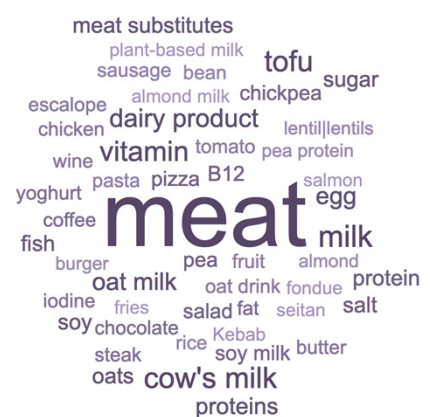 meat substitutes
plant-based milk
tofu
sausage bean
sugar
almond milk chickpea
escalope
dairy product
chicken
lentil|lentils
vitamin tomato pea protein
wine
pasta pizza B12 salmon
yoghurt
meat egg
coffee
milk
fish
burger pea fruit almond
oat milk oat drink fondue protein
iodine fries salad fat seitan salt
soy chocolate
rice Kebab
steak soy milk butter
oats cow's milk
proteins